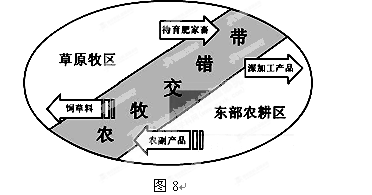 待育肥家畜
草原牧区
农牧交错带
深加工产品
饲草料
东部农耕区
农副产品
图 8